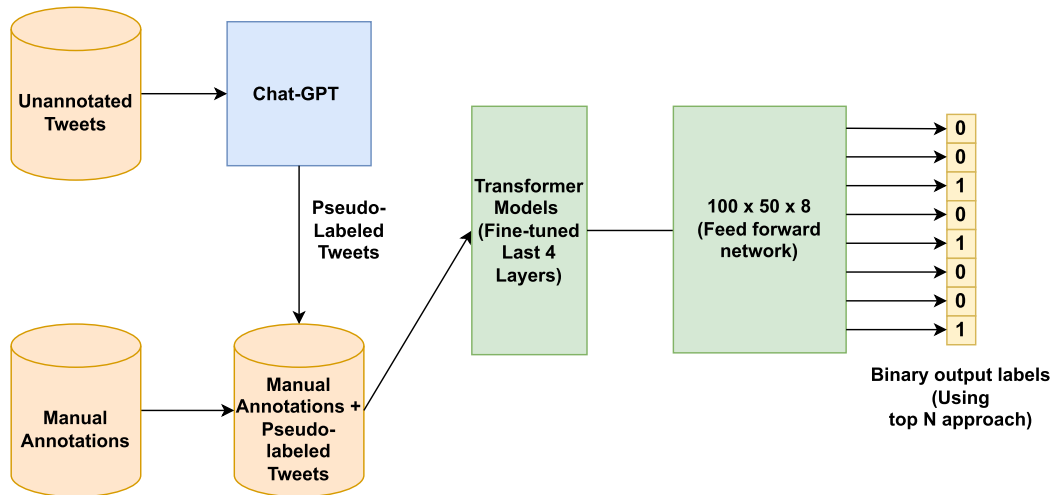 Unannotated
Tweets
Chat-GPT
Pseudo-
Labeled
Tweets
Manual
Annotations
Manual
Annotations +
Pseudo-
labeled
Tweets
Transformer
Models
(Fine-tuned
Last 4
Layers)
100 x 50 x 8
(Feed forward
network)
0
0
1
0
1
0
0
1
Binary output labels
(Using
top N approach)